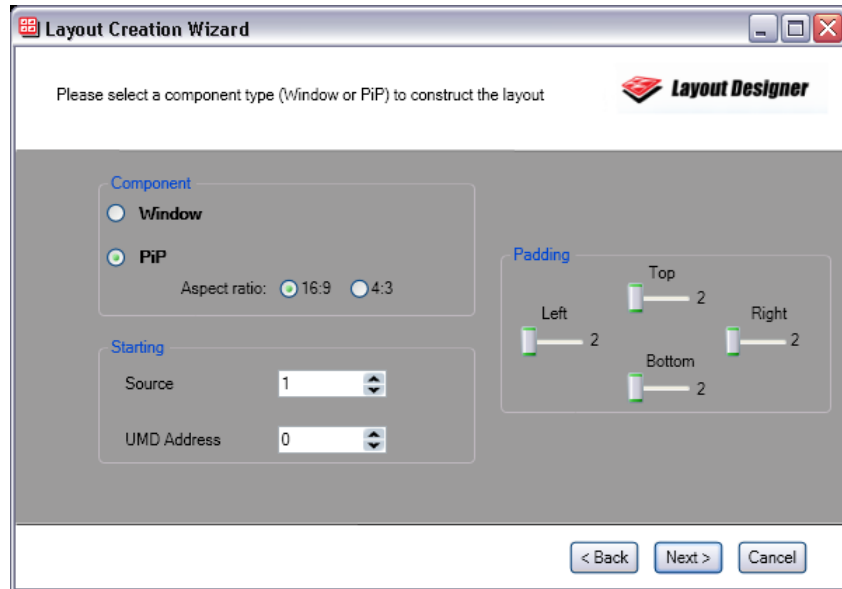 Layout Creation Wizard
Please select a component type (Window or PiP) to construct the layout
Layout Designer
Component
Window
PiP
Aspect ratio: 16:9 4:3
Starting
Source 1
UMD Address 0
Padding
Top
2
Left
2
Right
2
Bottom
2
< Back Next > Cancel